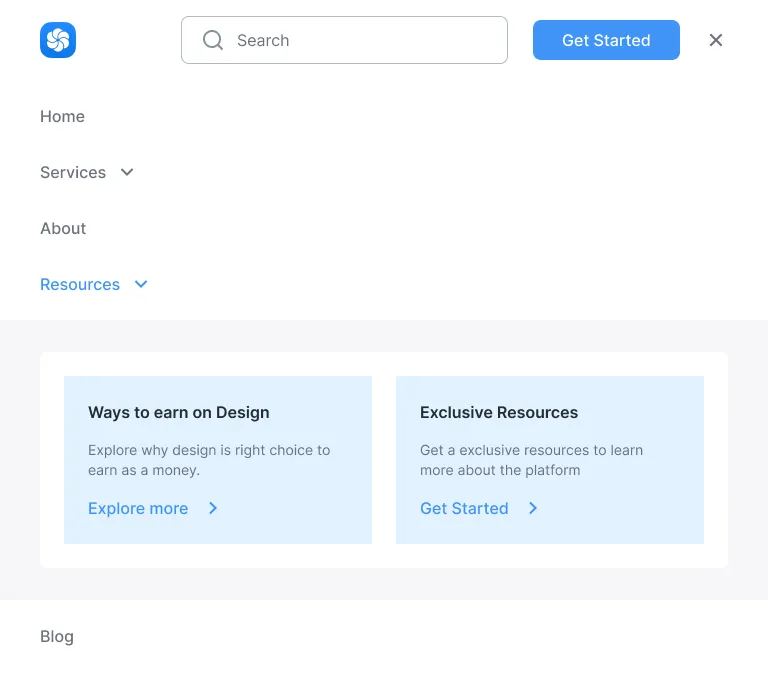 Search
Get Started
Home
Services
About
Resources
Ways to earn on Design
Explore why design is right choice to
earn as a money.
Explore more
Exclusive Resources
Get a exclusive resources to learn
more about the platform
Get Started
Blog